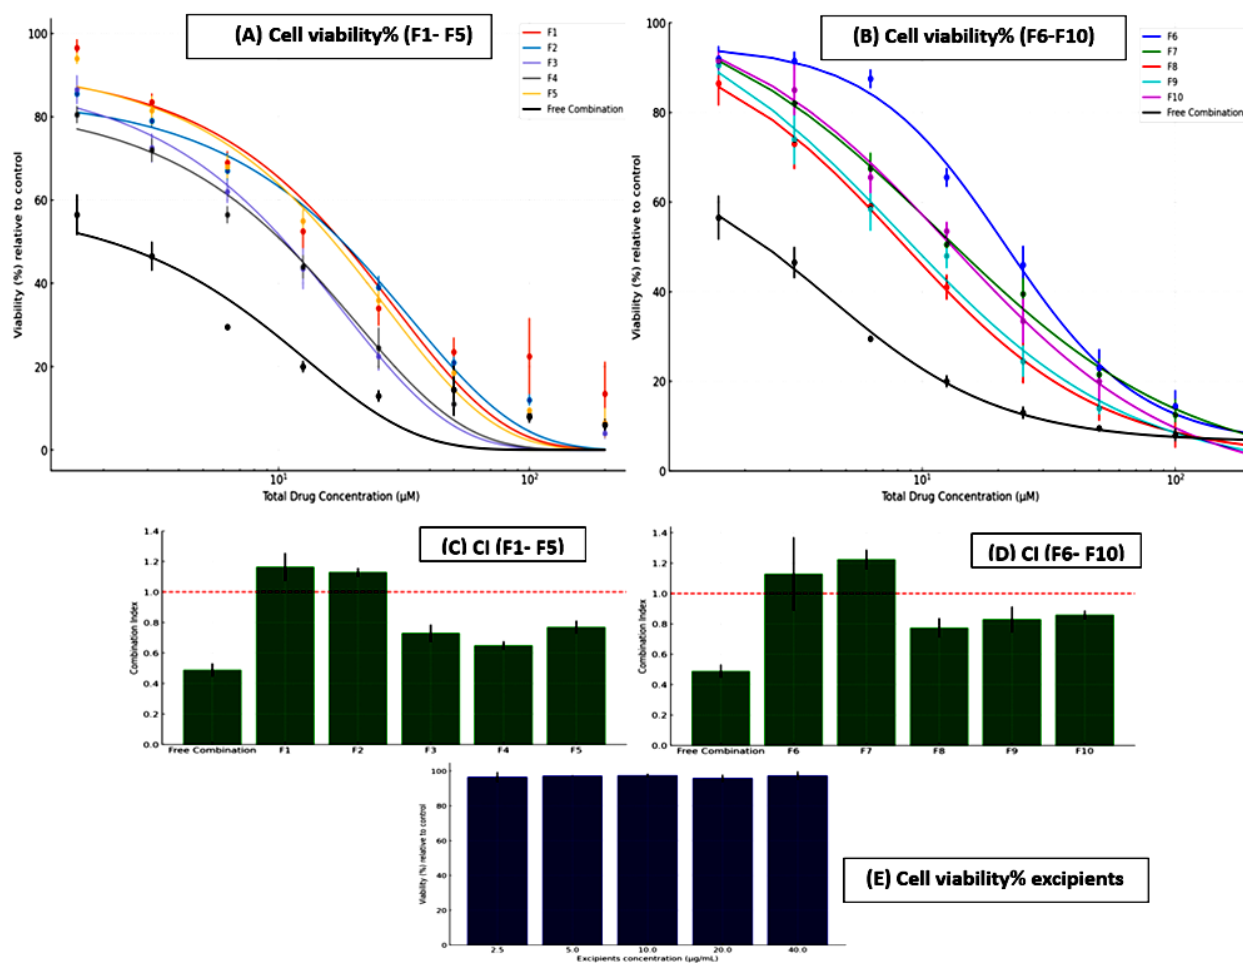 (A) Cell viability% (F1- F5)
F1
F2
F3
F4
F5
Free Combination
Viability (%) relative to control
100
80
60
40
20
0
10¹
10²
Total Drug Concentration (µM)
(B) Cell viability% (F6-F10)
F6
F7
F8
F9
F10
Free Combination
Viability (%) relative to control
100
80
60
40
20
0
10¹
10²
Total Drug Concentration (µM)
(C) CI (F1- F5)
Combination Index
1.4
1.2
1.0
0.8
0.6
0.4
0.2
0.0
Free Combination
F1
F2
F3
F4
F5
(D) CI (F6- F10)
Combination Index
1.4
1.2
1.0
0.8
0.6
0.4
0.2
0.0
Free Combination
F6
F7
F8
F9
F10
(E) Cell viability% excipients
Viability (%) relative to control
100
80
60
40
20
0
2.5
5.0
10.0
20.0
40.0
Excipients concentration (µg/mL)